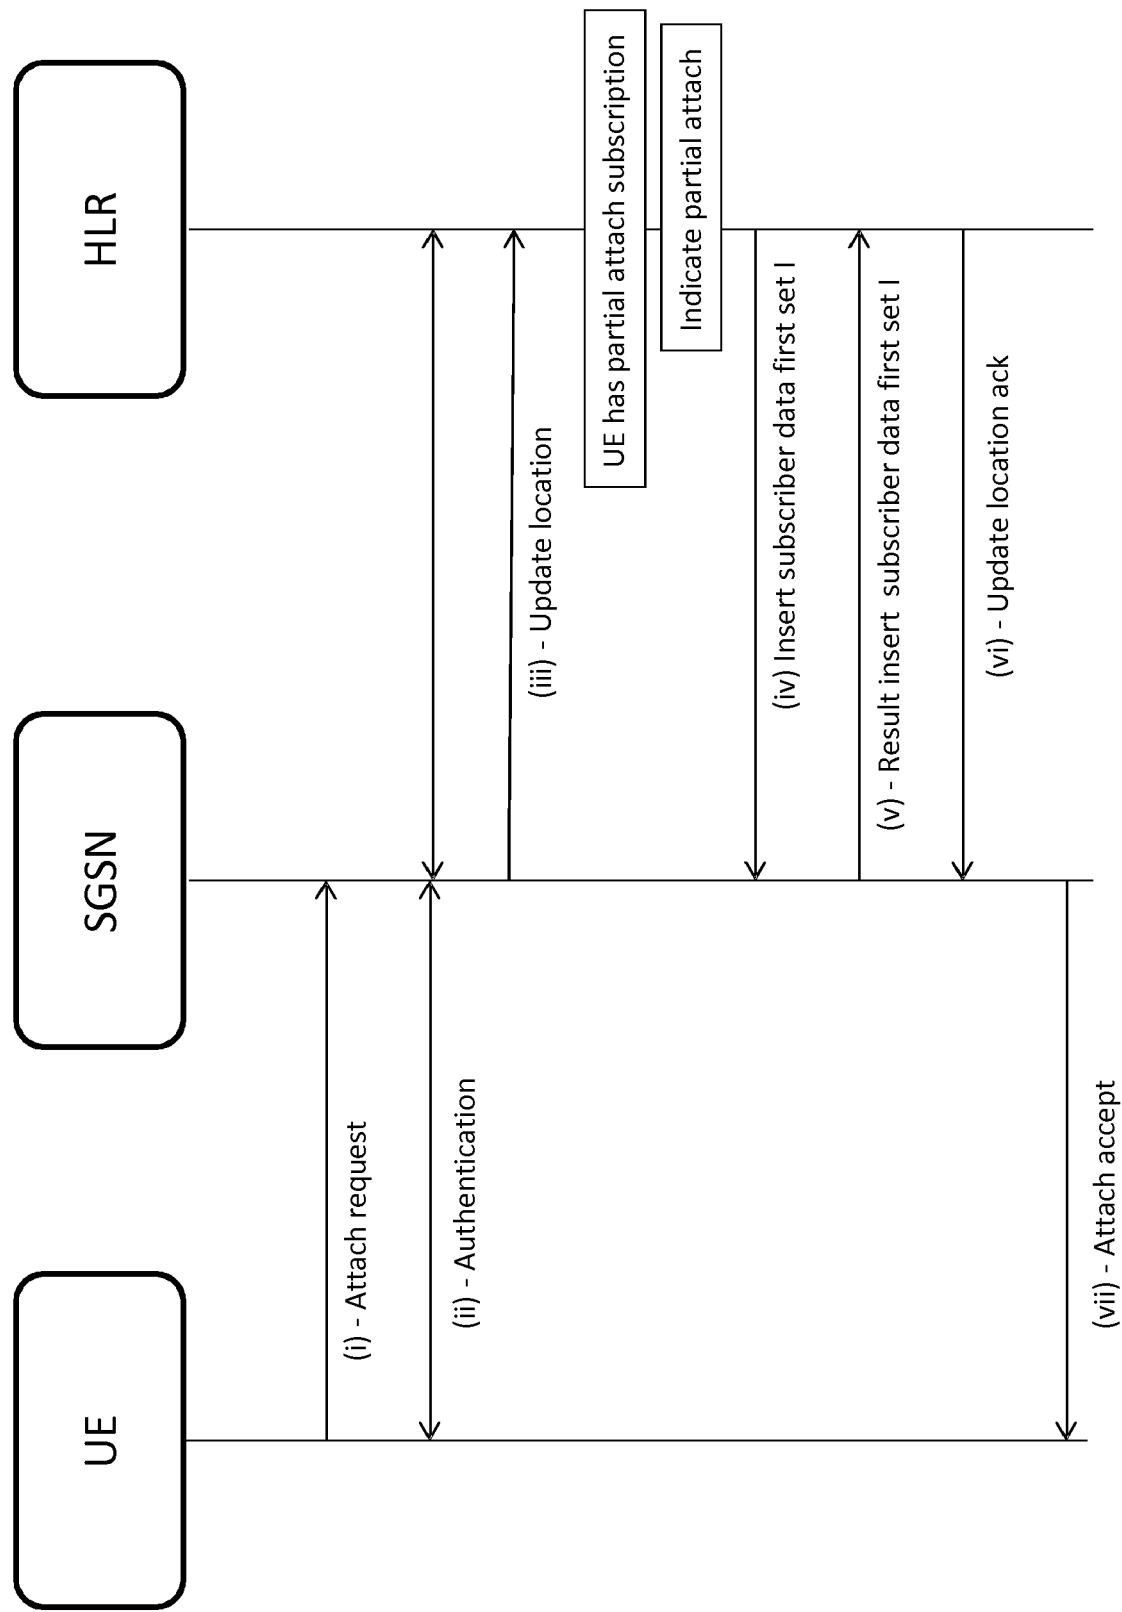 UE
SGSN
HLR
(i) - Attach request
(ii) - Authentication
(iii) - Update location
UE has partial attach subscription
Indicate partial attach
(iv) Insert subscriber data first set I
(v) - Result insert  subscriber data first set I
(vi) - Update location ack
(vii) - Attach accept